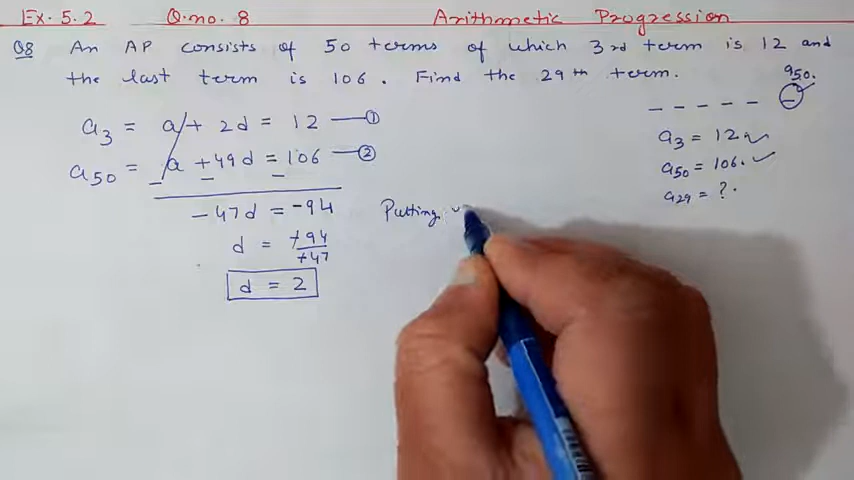 Ex. 5.2 Q.no. 8 Arithmetic Progression
Q8 An AP consists of 50 terms of which 3rd term is 12 and
the last term is 106. Find the 29th term.
a50.
_ _ _ _ _ _
a3 = 12 ✓
a50 = 106. ✓
a29 = ?.
a3 = a + 2d = 12 —— ①
a50 = a + 49d = 106 —— ②
- - -
-47d = -94
d = +94/+47
d = 2
Putting